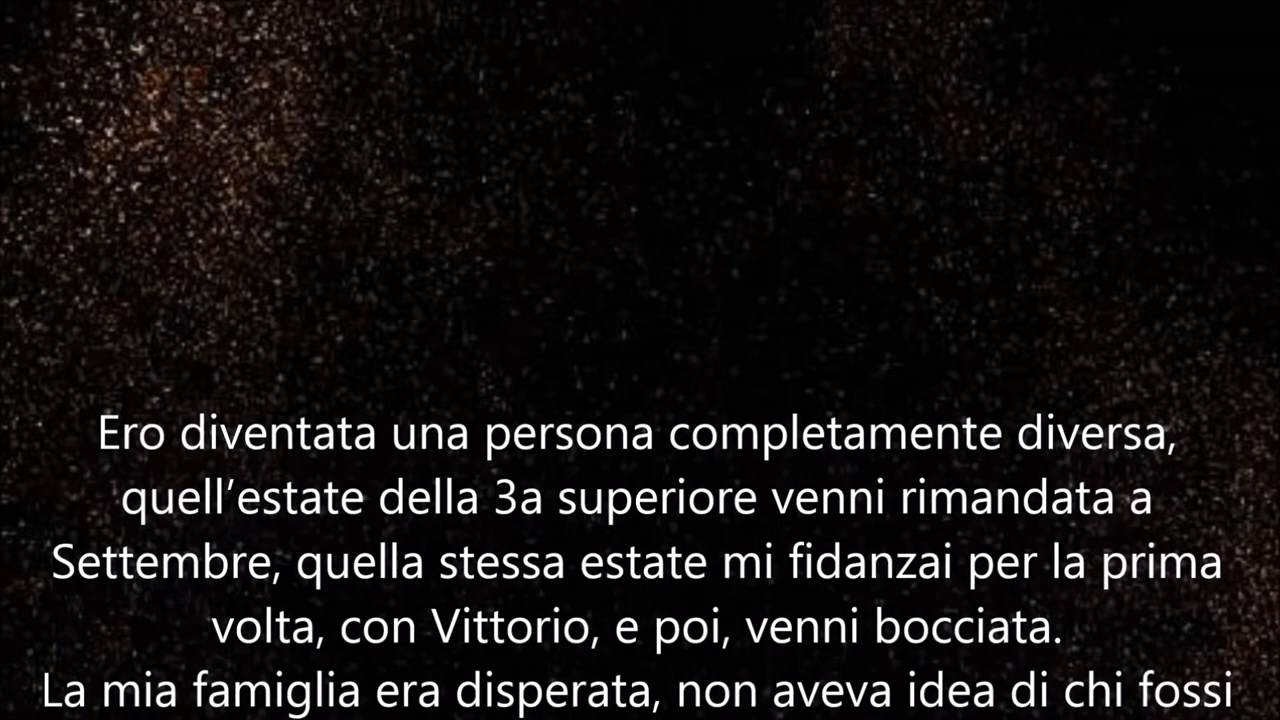 Ero diventata una persona completamente diversa,
quell’estate della 3a superiore venni rimandata a
Settembre, quella stessa estate mi fidanzai per la prima
volta, con Vittorio, e poi, venni bocciata.
La mia famiglia era disperata, non aveva idea di chi fossi